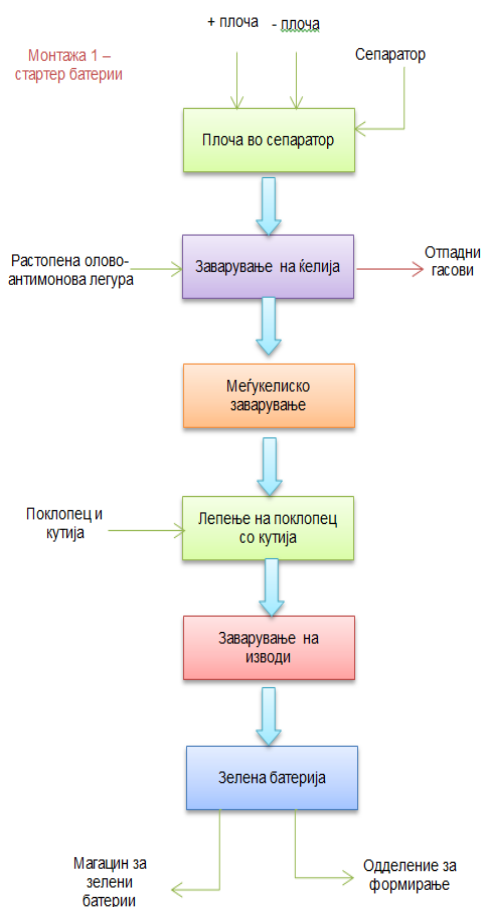 + плоча - плоча
Монтажа 1 –
стартер батерии
Сепаратор
Плоча во сепаратор
Растопена олово-
антимонова легура
Заварување на ќелија
Отпадни
гасови
Меѓукелиско
заварување
Поклопец и
кутија
Лепење на поклопец
со кутија
Заварување на
изводи
Зелена батерија
Магацин за
зелени
батерии
Одделение за
формирање